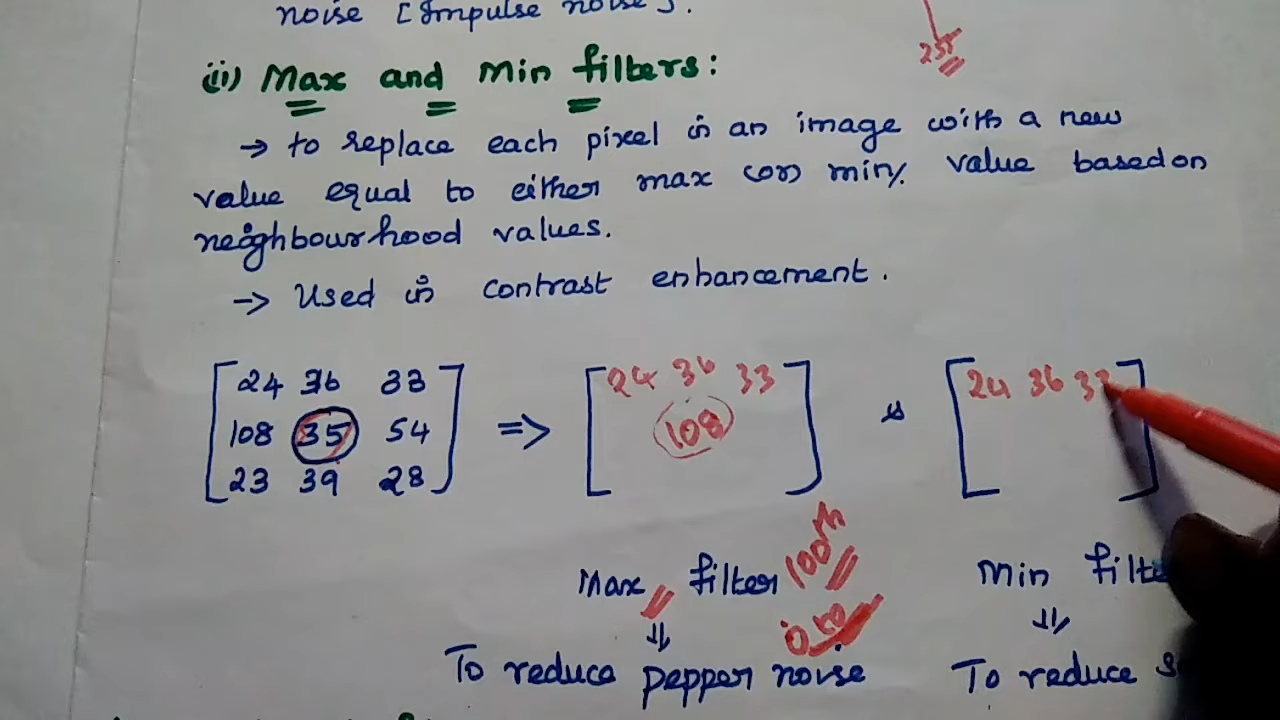 noise [Impulse noise].
255
(ii) Max and Min filters:
→ to replace each pixel in an image with a new
value equal to either max (or) min/. value based on
neighbourhood values.
→ Used in contrast enhancement.
24 36 33 ⇒ 24 36 33 24 36 33
108 35 54 108
23 39 28
Max filter 100th Min
⇓ ⇓
To reduce pepper noise To reduce